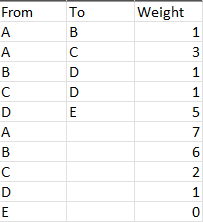 From To Weight
A B 1
A C 3
B D 1
C D 1
D E 5
A 7
B 6
C 2
D 1
E 0